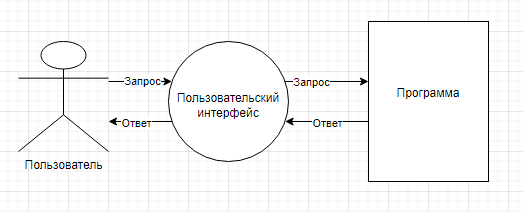 Запрос
Запрос
Пользовательский
интерфейс
Программа
Ответ
Ответ
Пользователь